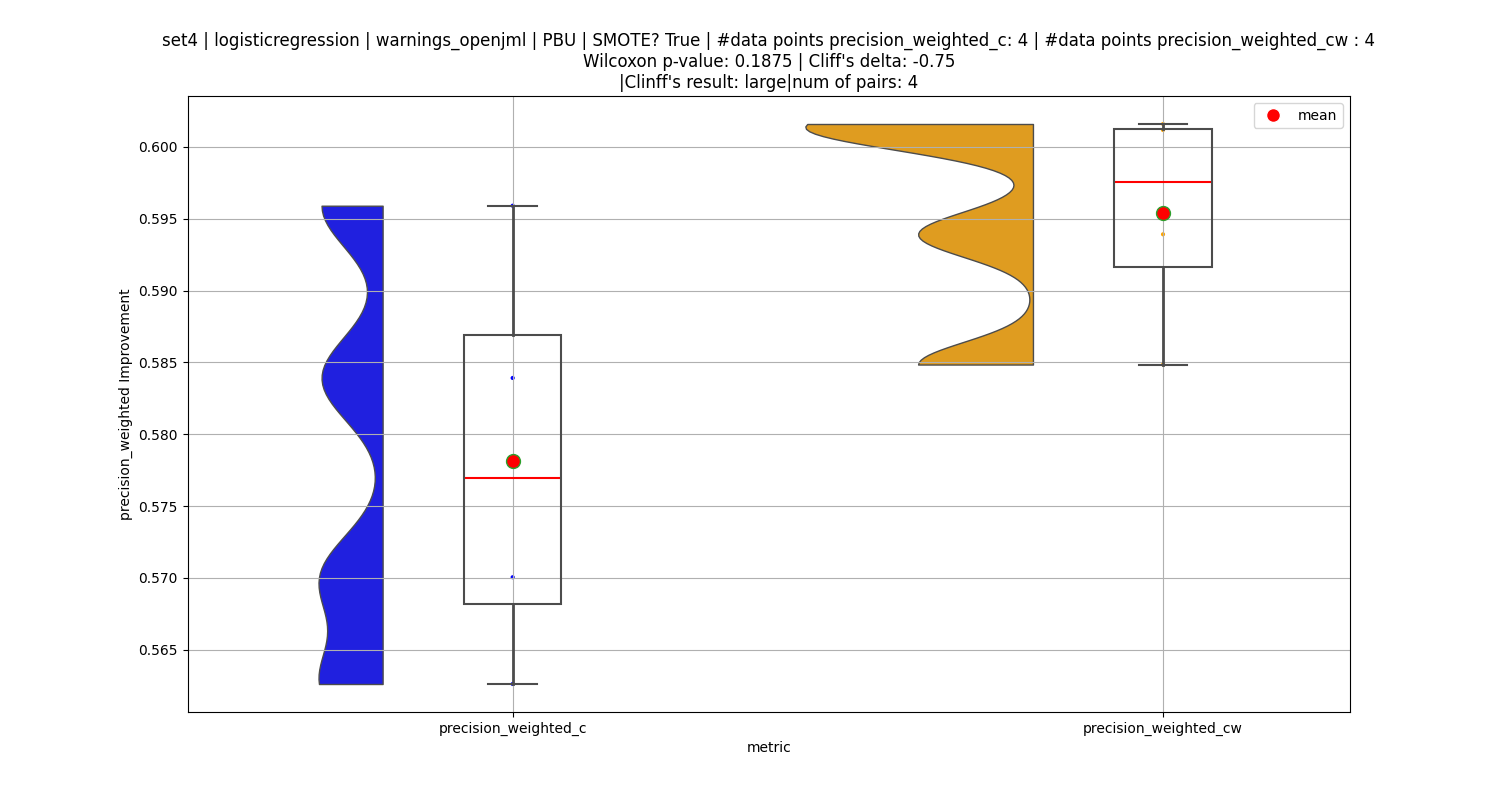 set4 | logisticregression | warnings_openjml | PBU | SMOTE? True | #data points precision_weighted_c: 4 | #data points precision_weighted_cw : 4
Wilcoxon p-value: 0.1875 | Cliff's delta: -0.75
|Clinff's result: large|num of pairs: 4
mean
0.600
0.595
0.590
0.585
0.580
0.575
0.570
0.565
precision_weighted Improvement
precision_weighted_c
precision_weighted_cw
metric